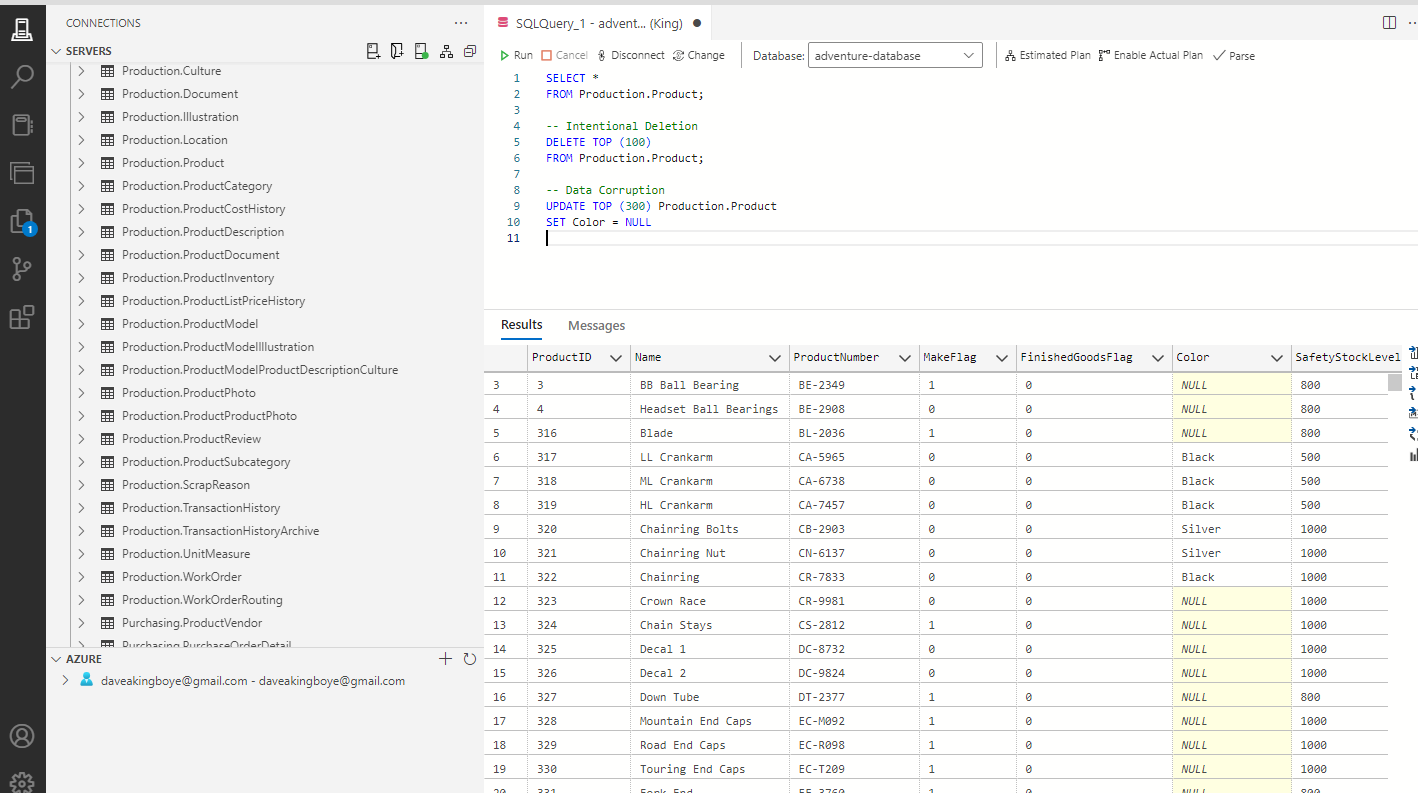 CONNECTIONS
SERVERS
Production.Culture
Production.Document
Production.Illustration
Production.Location
Production.Product
Production.ProductCategory
Production.ProductCostHistory
Production.ProductDescription
Production.ProductDocument
Production.ProductInventory
Production.ProductListPriceHistory
Production.ProductModel
Production.ProductModelIllustration
Production.ProductModelProductDescriptionCulture
Production.ProductPhoto
Production.ProductProductPhoto
Production.ProductReview
Production.ProductSubcategory
Production.ScrapReason
Production.TransactionHistory
Production.TransactionHistoryArchive
Production.UnitMeasure
Production.WorkOrder
Production.WorkOrderRouting
Purchasing.ProductVendor
Purchasing.PurchaseOrderDetail
AZURE
daveakingboye@gmail.com - daveakingboye@gmail.com
1
SQLQuery_1 - advent... (King)
Run Cancel Disconnect Change Database: adventure-database Estimated Plan Enable Actual Plan Parse
1 SELECT *
2 FROM Production.Product;
3
4 -- Intentional Deletion
5 DELETE TOP (100)
6 FROM Production.Product;
7
8 -- Data Corruption
9 UPDATE TOP (300) Production.Product
10 SET Color = NULL
11
Results Messages
ProductID Name ProductNumber MakeFlag FinishedGoodsFlag Color SafetyStockLevel
3 3 BB Ball Bearing BE-2349 1 0 NULL 800
4 4 Headset Ball Bearings BE-2908 0 0 NULL 800
5 316 Blade BL-2036 1 0 NULL 800
6 317 LL Crankarm CA-5965 0 0 Black 500
7 318 ML Crankarm CA-6738 0 0 Black 500
8 319 HL Crankarm CA-7457 0 0 Black 500
9 320 Chainring Bolts CB-2903 0 0 Silver 1000
10 321 Chainring Nut CN-6137 0 0 Silver 1000
11 322 Chainring CR-7833 0 0 Black 1000
12 323 Crown Race CR-9981 0 0 NULL 1000
13 324 Chain Stays CS-2812 1 0 NULL 1000
14 325 Decal 1 DC-8732 0 0 NULL 1000
15 326 Decal 2 DC-9824 0 0 NULL 1000
16 327 Down Tube DT-2377 1 0 NULL 800
17 328 Mountain End Caps EC-M092 1 0 NULL 1000
18 329 Road End Caps EC-R098 1 0 NULL 1000
19 330 Touring End Caps EC-T209 1 0 NULL 1000
20 331 Fork End FE-3760 1 0 NULL 800